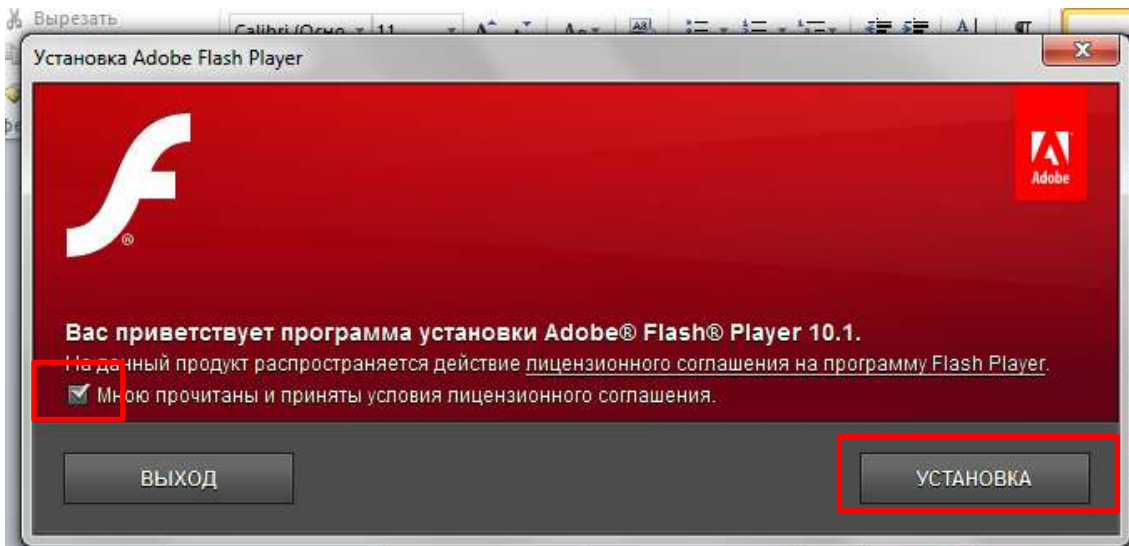 Вырезать
Calibri (Осно 11
Установка Adobe Flash Player
Adobe
Вас приветствует программа установки Adobe® Flash® Player 10.1.
На данный продукт распространяется действие лицензионного соглашения на программу Flash Player.
Мною прочитаны и приняты условия лицензионного соглашения.
ВЫХОД
УСТАНОВКА